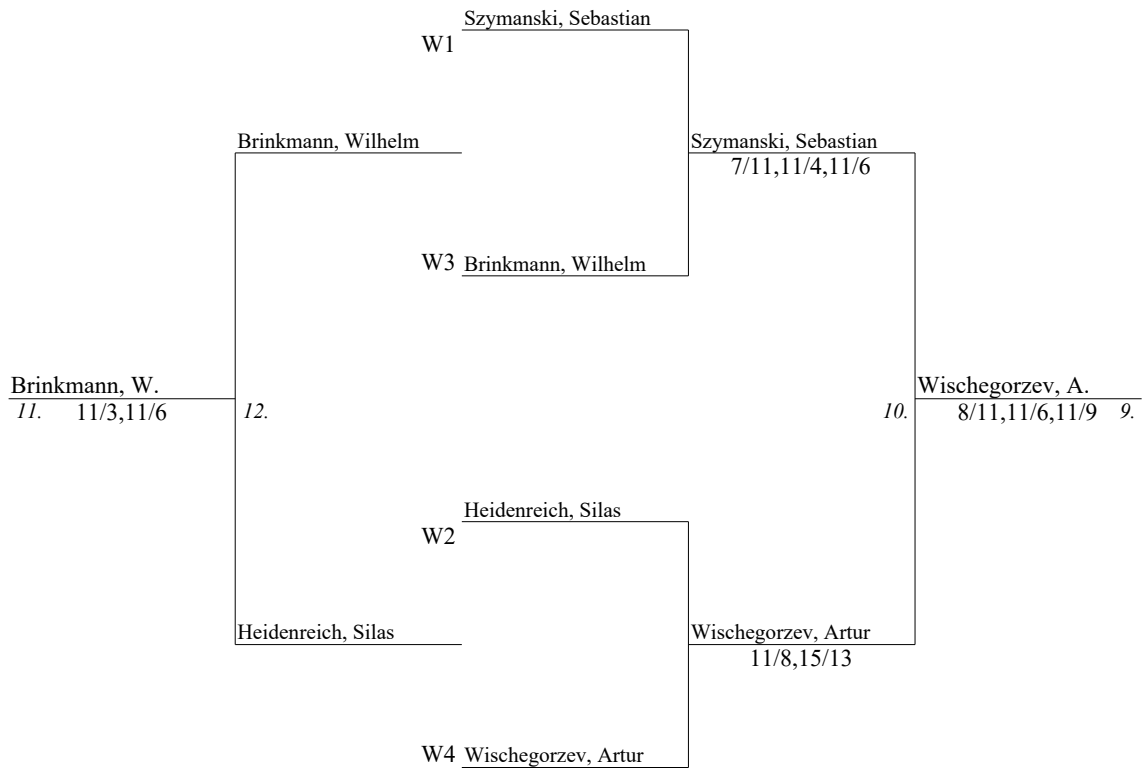 Szymanski, Sebastian
W1
Brinkmann, Wilhelm
Szymanski, Sebastian
7/11,11/4,11/6
W3 Brinkmann, Wilhelm
Brinkmann, W.
11. 11/3,11/6 12.
Wischegorzev, A.
10. 8/11,11/6,11/9 9.
Heidenreich, Silas
W2
Heidenreich, Silas
Wischegorzev, Artur
11/8,15/13
W4 Wischegorzev, Artur